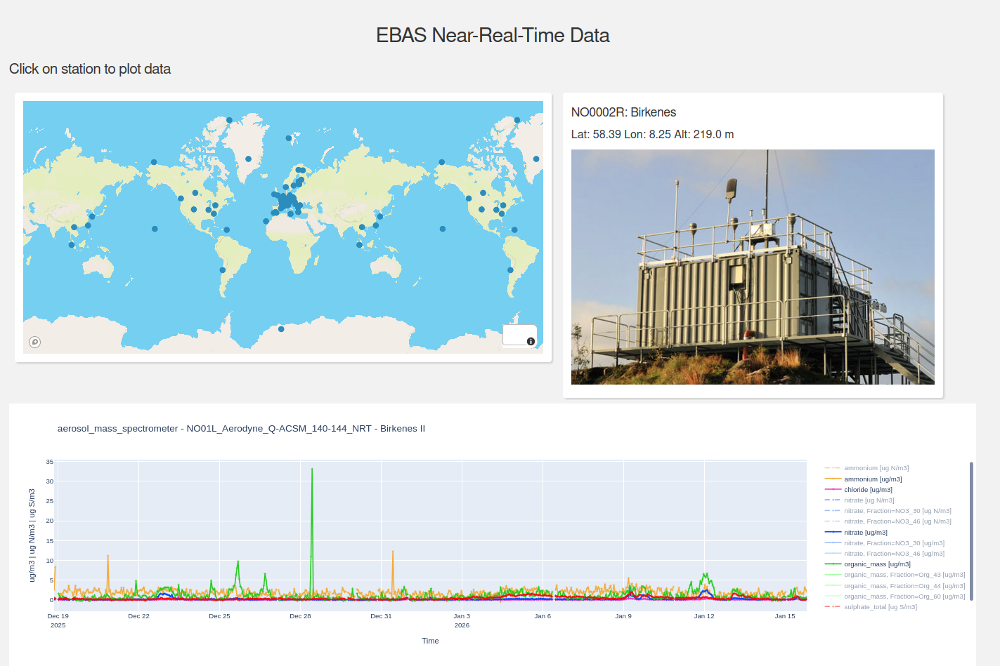 EBAS Near-Real-Time Data
Click on station to plot data
NO0002R: Birkenes
Lat: 58.39 Lon: 8.25 Alt: 219.0 m
aerosol_mass_spectrometer - NO01L_Aerodyne_Q-ACSM_140-144_NRT - Birkenes II
ug/m3 | ug N/m3 | ug S/m3
35
30
25
20
15
10
5
0
Dec 19
2025
Dec 22
Dec 25
Dec 28
Dec 31
Jan 3
2026
Jan 6
Jan 9
Jan 12
Jan 15
Time
ammonium [ug N/m3]
ammonium [ug/m3]
chloride [ug/m3]
nitrate [ug N/m3]
nitrate, Fraction=NO3_30 [ug N/m3]
nitrate, Fraction=NO3_46 [ug N/m3]
nitrate [ug/m3]
nitrate, Fraction=NO3_30 [ug/m3]
nitrate, Fraction=NO3_46 [ug/m3]
organic_mass [ug/m3]
organic_mass, Fraction=Org_43 [ug/m3]
organic_mass, Fraction=Org_44 [ug/m3]
organic_mass, Fraction=Org_60 [ug/m3]
sulphate_total [ug S/m3]